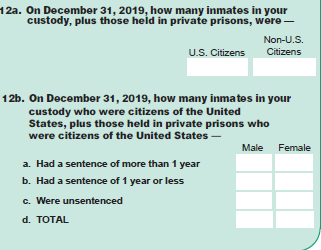 12a. On December 31, 2019, how many inmates in your
custody, plus those held in private prisons, were —
U.S. Citizens
Non-U.S.
Citizens
12b. On December 31, 2019, how many inmates in your
custody who were citizens of the United
States, plus those held in private prisons who
were citizens of the United States —
Male Female
a. Had a sentence of more than 1 year
b. Had a sentence of 1 year or less
c. Were unsentenced
d. TOTAL